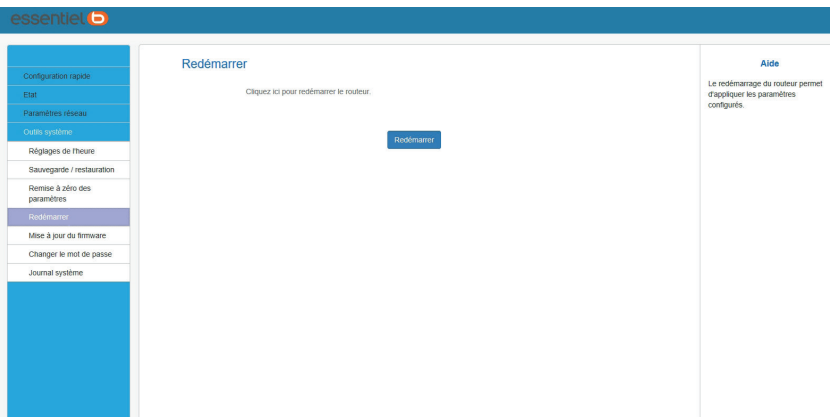 essentiel b
Configuration rapide
Etat
Paramètres réseau
Outils système
Réglages de l'heure
Sauvegarde / restauration
Remise à zéro des
paramètres
Redémarrer
Mise à jour du firmware
Changer le mot de passe
Journal système
Redémarrer
Cliquez ici pour redémarrer le routeur.
Redémarrer
Aide
Le redémarrage du routeur permet
d'appliquer les paramètres
configurés.